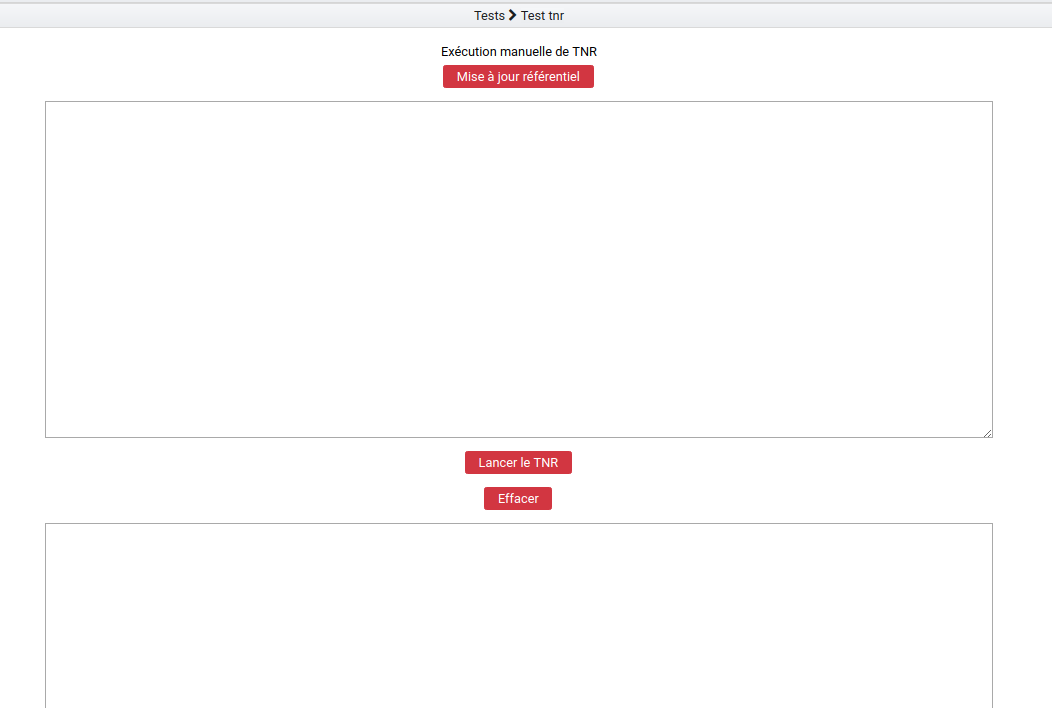 Tests Test tnr
Exécution manuelle de TNR
Mise à jour référentiel
Lancer le TNR
Effacer